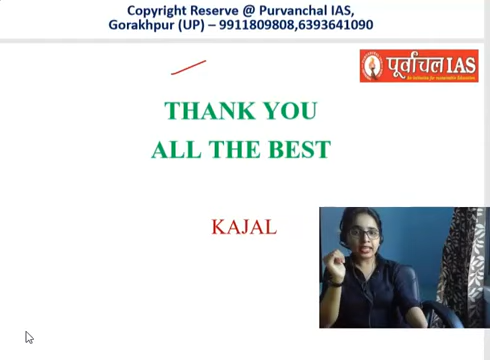 Copyright Reserve @ Purvanchal IAS,
Gorakhpur (UP) – 9911809808,6393641090
पूर्वांचल IAS
THANK YOU
ALL THE BEST
KAJAL